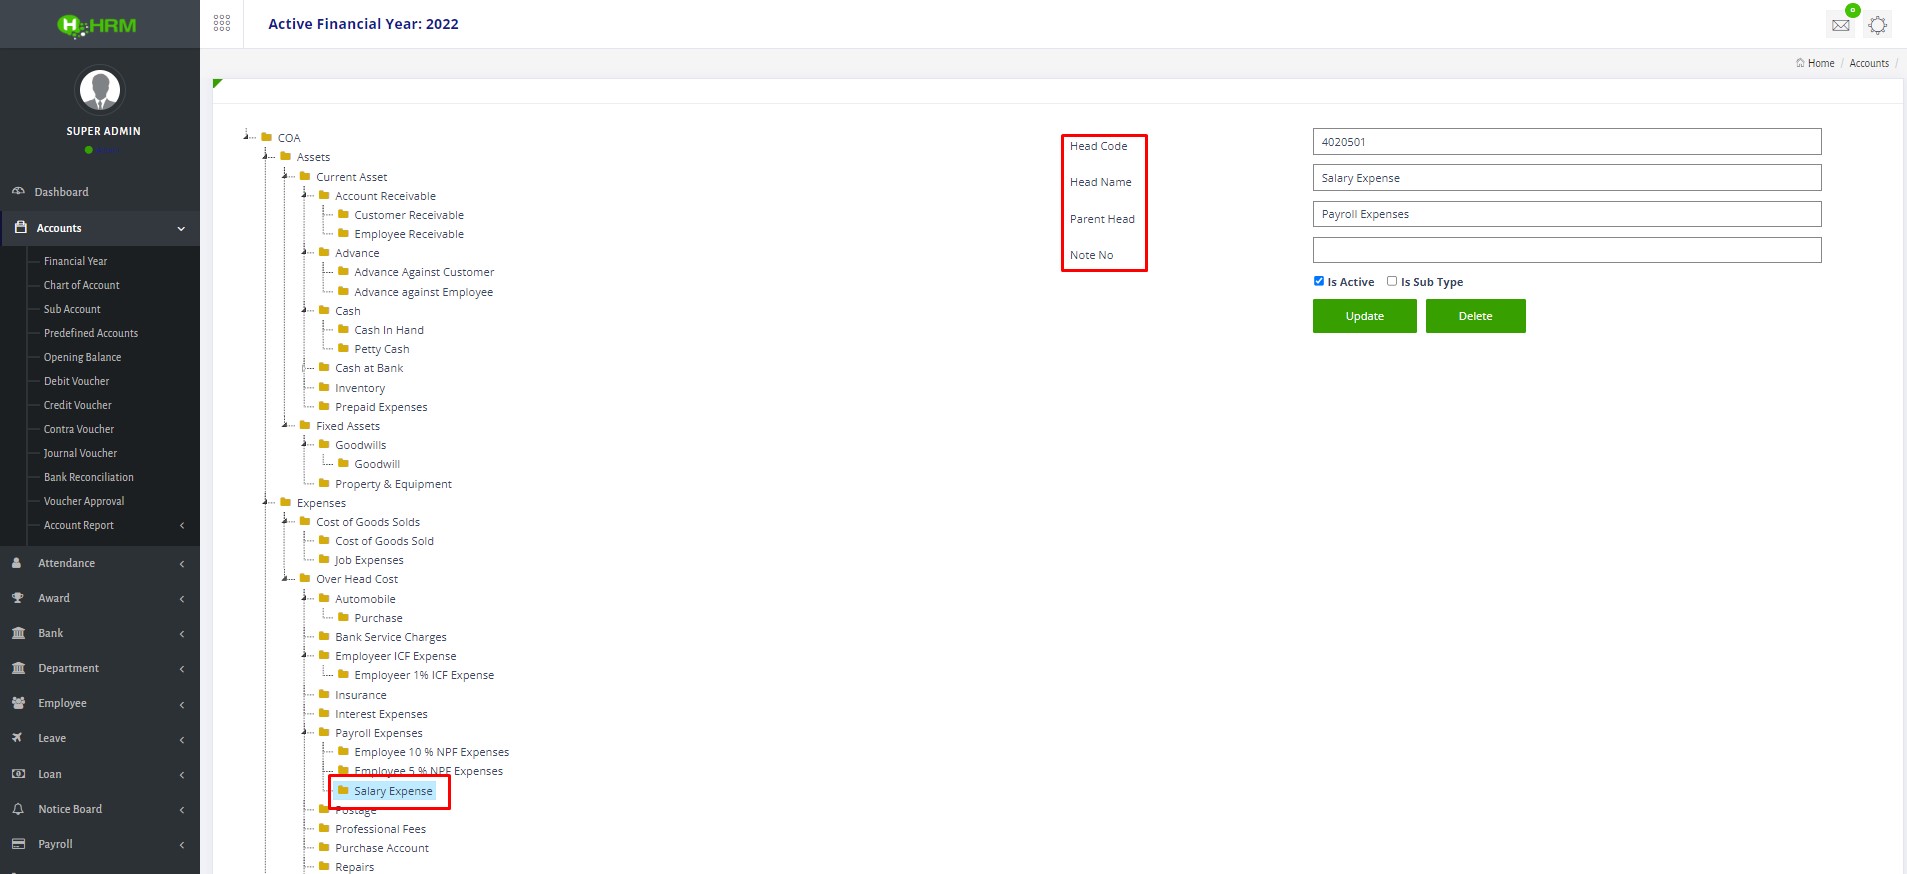 HRM
Active Financial Year: 2022
0
Home / Accounts /
SUPER ADMIN
Dashboard
Accounts
Financial Year
Chart of Account
Sub Account
Predefined Accounts
Opening Balance
Debit Voucher
Credit Voucher
Contra Voucher
Journal Voucher
Bank Reconciliation
Voucher Approval
Account Report
Attendance
Award
Bank
Department
Employee
Leave
Loan
Notice Board
Payroll
COA
Assets
Current Asset
Account Receivable
Customer Receivable
Employee Receivable
Advance
Advance Against Customer
Advance against Employee
Cash
Cash In Hand
Petty Cash
Cash at Bank
Inventory
Prepaid Expenses
Fixed Assets
Goodwills
Goodwill
Property & Equipment
Expenses
Cost of Goods Solds
Cost of Goods Sold
Job Expenses
Over Head Cost
Automobile
Purchase
Bank Service Charges
Employeer ICF Expense
Employeer 1% ICF Expense
Insurance
Interest Expenses
Payroll Expenses
Employee 10 % NPF Expenses
Employee 5 % NPF Expenses
Salary Expense
Postage
Professional Fees
Purchase Account
Repairs
Head Code 4020501
Head Name Salary Expense
Parent Head Payroll Expenses
Note No
Is Active Is Sub Type
Update Delete